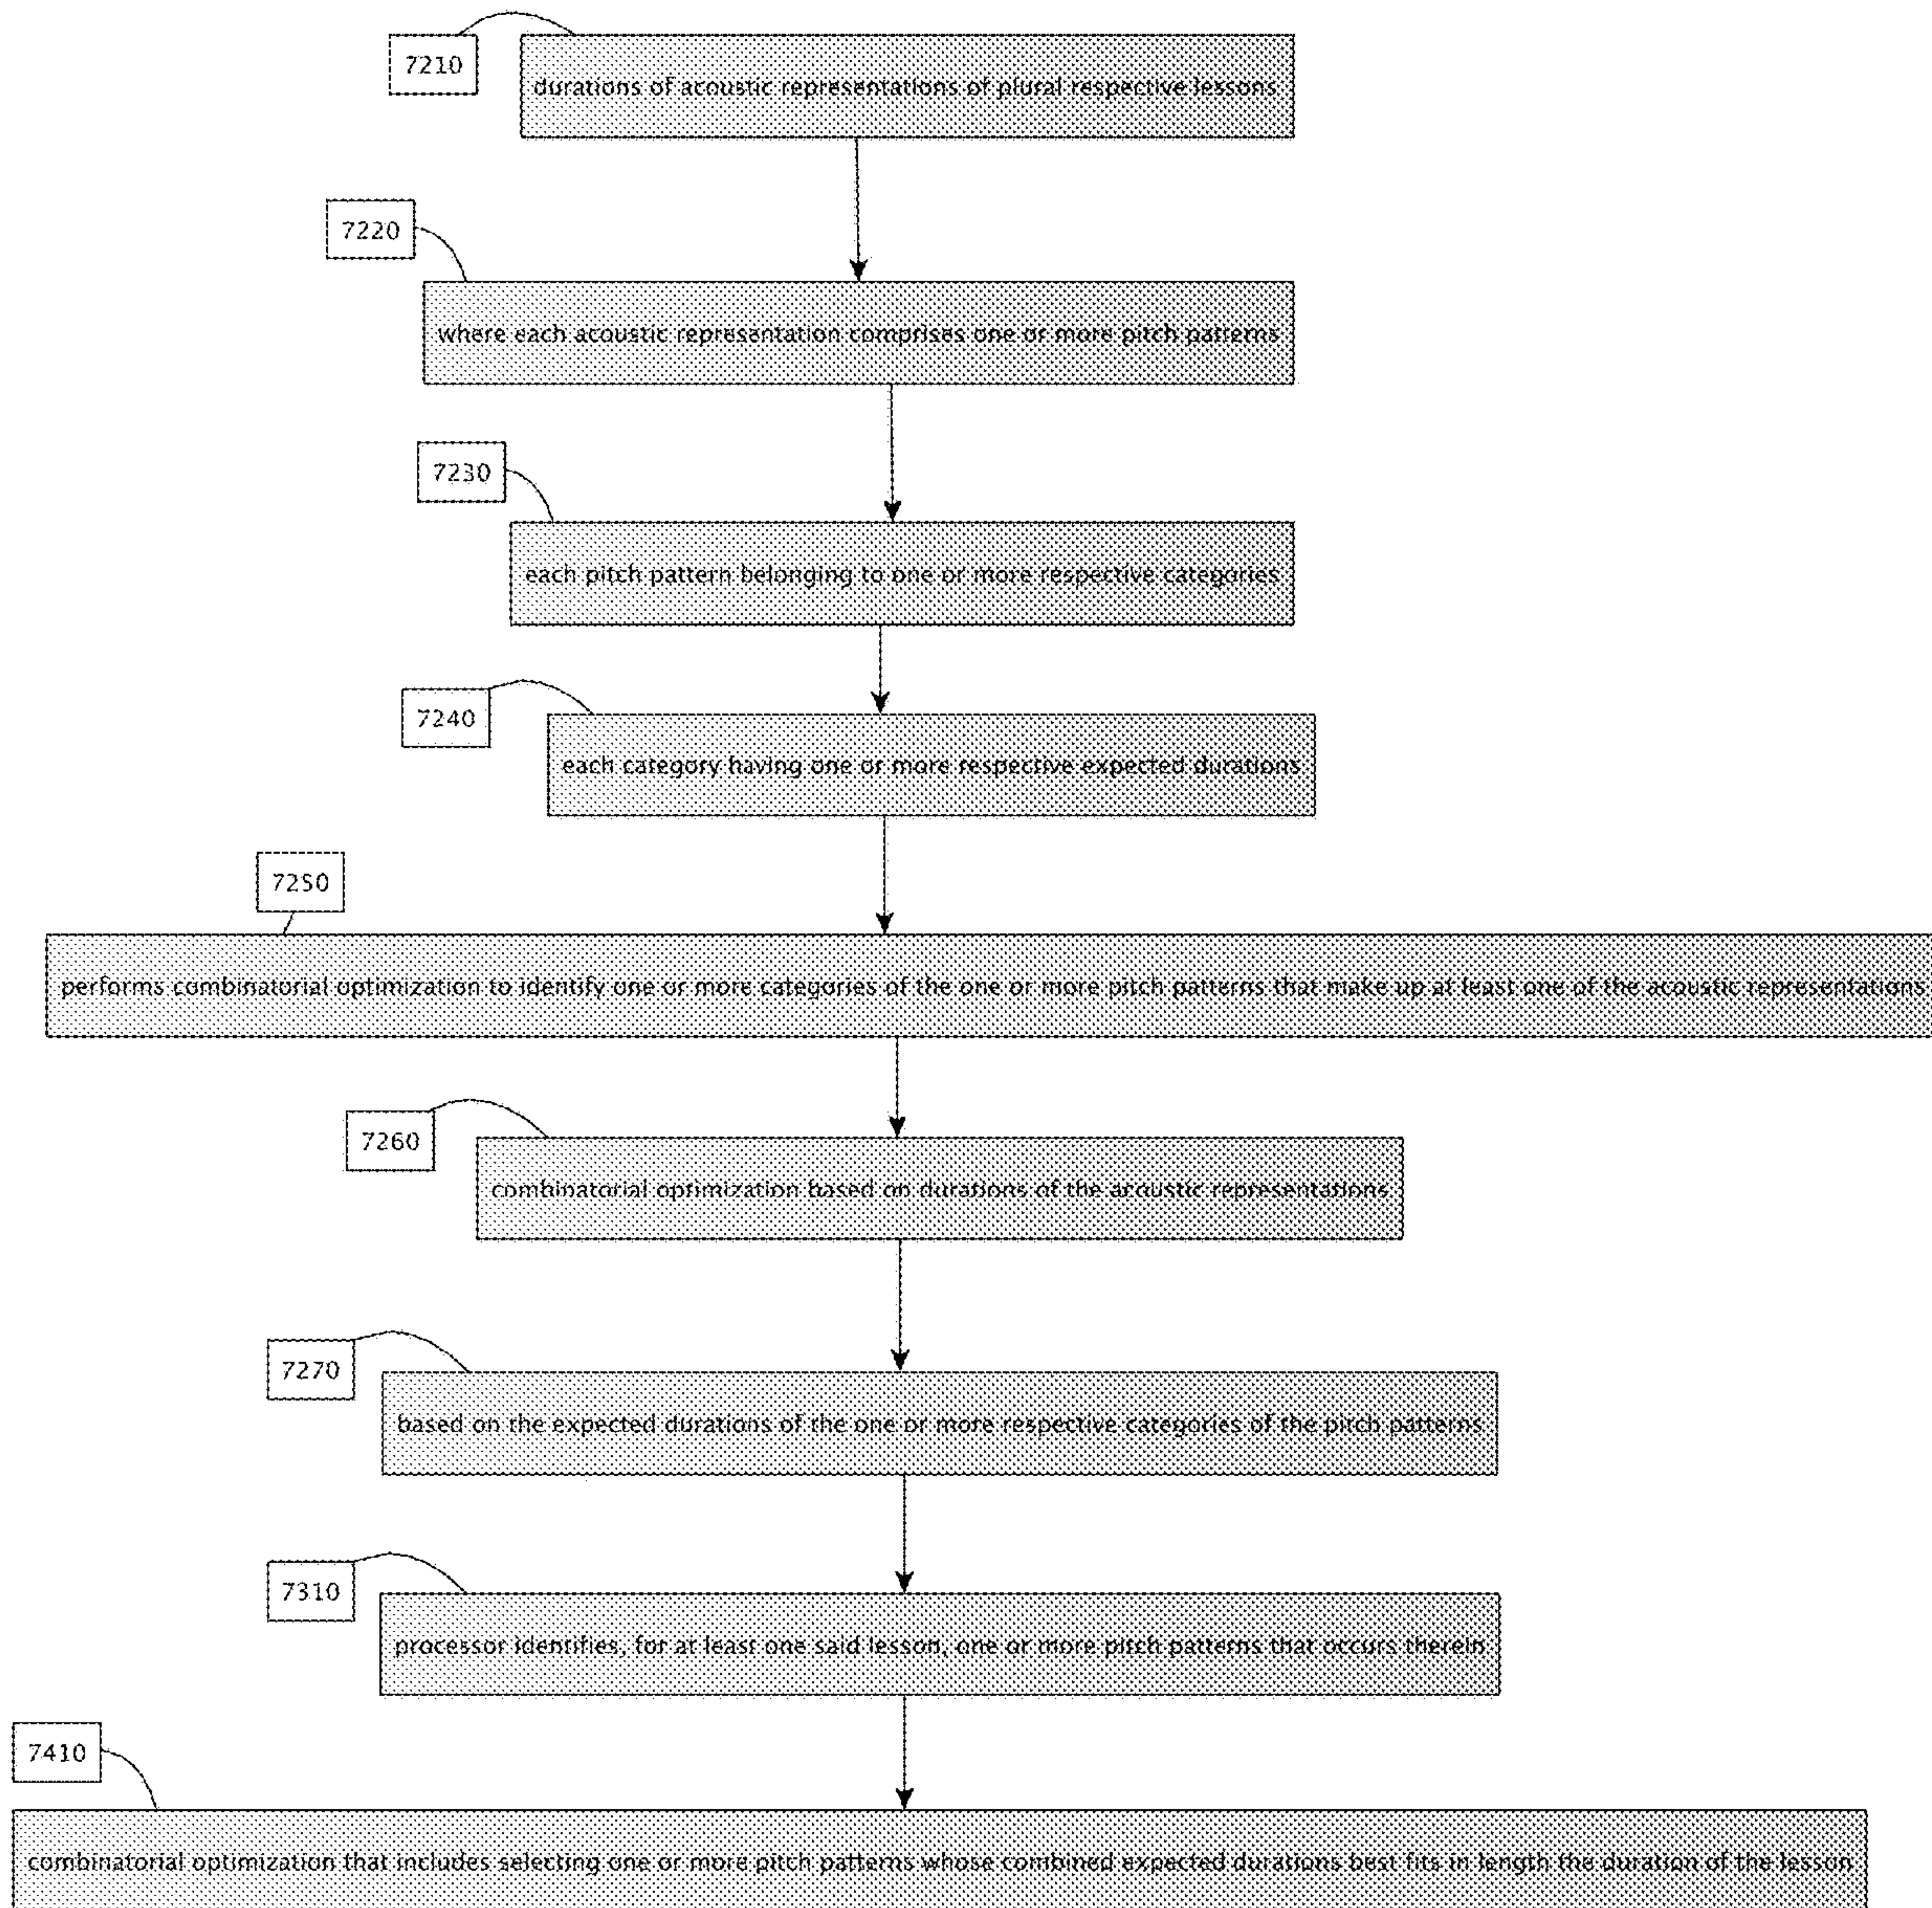 7210
durations of acoustic representations of plural respective lessons
7220
where each acoustic representation comprises one or more pitch patterns
7230
each pitch pattern belonging to one or more respective categories
7240
each category having one or more respective expected durations
7250
performs combinatorial optimization to identify one or more categories of the one or more pitch patterns that make up at least one of the acoustic representations
7260
combinatorial optimization based on durations of the acoustic representations
7270
based on the expected durations of the one or more respective categories of the pitch patterns
7310
processor identifies, for at least one said lesson, one or more pitch patterns that occurs therein
7410
combinatorial optimization that includes selecting one or more pitch patterns whose combined expected durations best fits in length the duration of the lesson